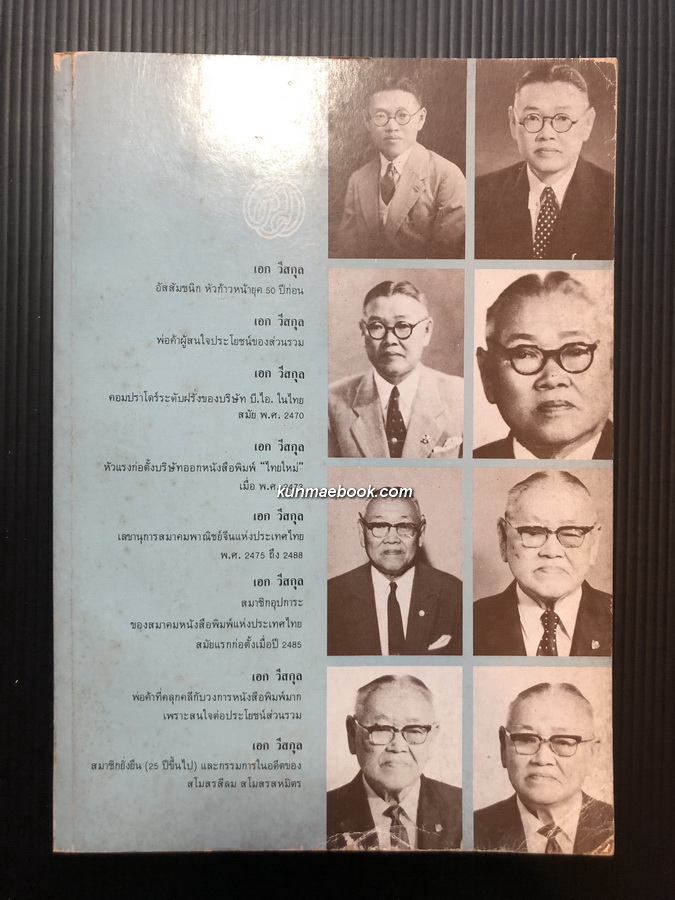 เอก วีสกุล
อัสสัมชนิก หัวก้าวหน้ายุค 50 ปีก่อน
เอก วีสกุล
พ่อค้าผู้สนใจประโยชน์ของส่วนรวม
เอก วีสกุล
คอมปราโดร์ระดับฝรั่งของบริษัท บี.ไอ. ในไทย
สมัย พ.ศ. 2470
เอก วีสกุล
หัวแรงก่อตั้งบริษัทออกหนังสือพิมพ์ “ไทยใหม่”
เมื่อ พ.ศ. 2473
kunmaebook.com
เอก วีสกุล
เลขานุการสมาคมพาณิชย์จีนแห่งประเทศไทย
พ.ศ. 2475 ถึง 2488
เอก วีสกุล
สมาชิกอุปการะ
ของสมาคมหนังสือพิมพ์แห่งประเทศไทย
สมัยแรกก่อตั้งเมื่อปี 2485
เอก วีสกุล
พ่อค้าที่คลุกคลีกับวงการหนังสือพิมพ์มาก
เพราะสนใจต่อประโยชน์ส่วนรวม
เอก วีสกุล
สมาชิกยั่งยืน (25 ปีขึ้นไป) และกรรมการในอดีตของ
สโมสรสีลม สโมสรสหมิตร